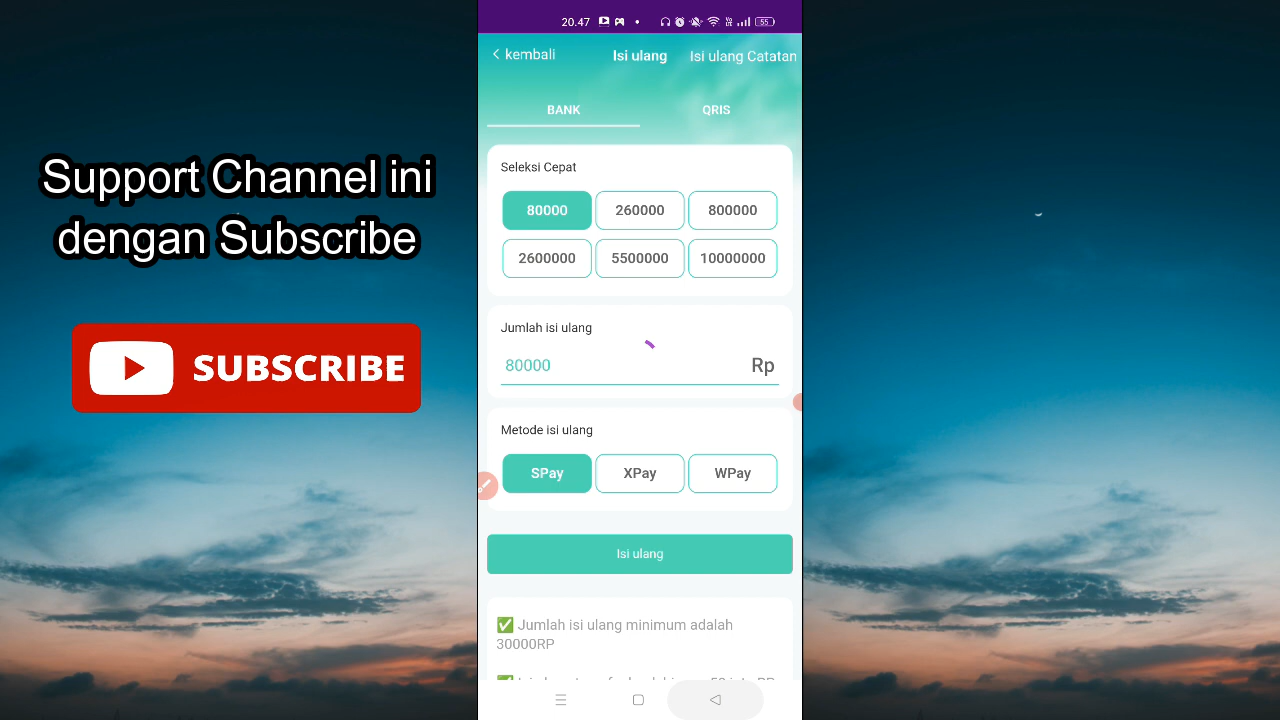 Support Channel ini
dengan Subscribe
SUBSCRIBE
20.47
55
kembali
Isi ulang
Isi ulang Catatan
BANK
QRIS
Seleksi Cepat
80000
260000
800000
2600000
5500000
10000000
Jumlah isi ulang
80000
Rp
Metode isi ulang
SPay
XPay
WPay
Isi ulang
✅ Jumlah isi ulang minimum adalah
30000RP